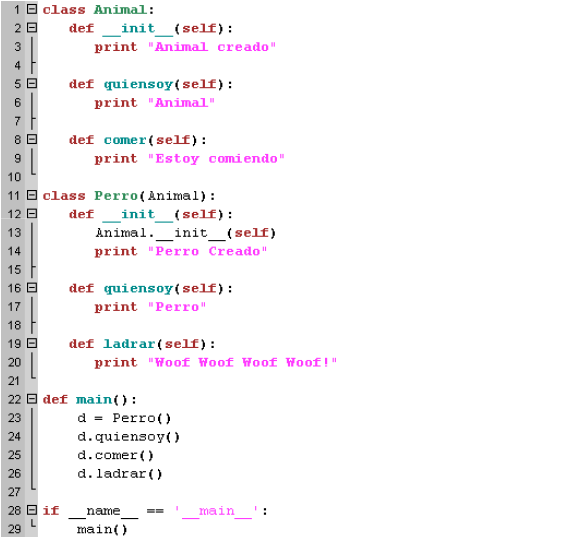 1 class Animal:
2 def __init__(self):
3 print "Animal creado"
4
5 def quiensoy(self):
6 print "Animal"
7
8 def comer(self):
9 print "Estoy comiendo"
10
11 class Perro(Animal):
12 def __init__(self):
13 Animal.__init__(self)
14 print "Perro Creado"
15
16 def quiensoy(self):
17 print "Perro"
18
19 def ladrar(self):
20 print "Woof Woof Woof Woof!"
21
22 def main():
23 d = Perro()
24 d.quiensoy()
25 d.comer()
26 d.ladrar()
27
28 if __name__ == '__main__':
29 main()